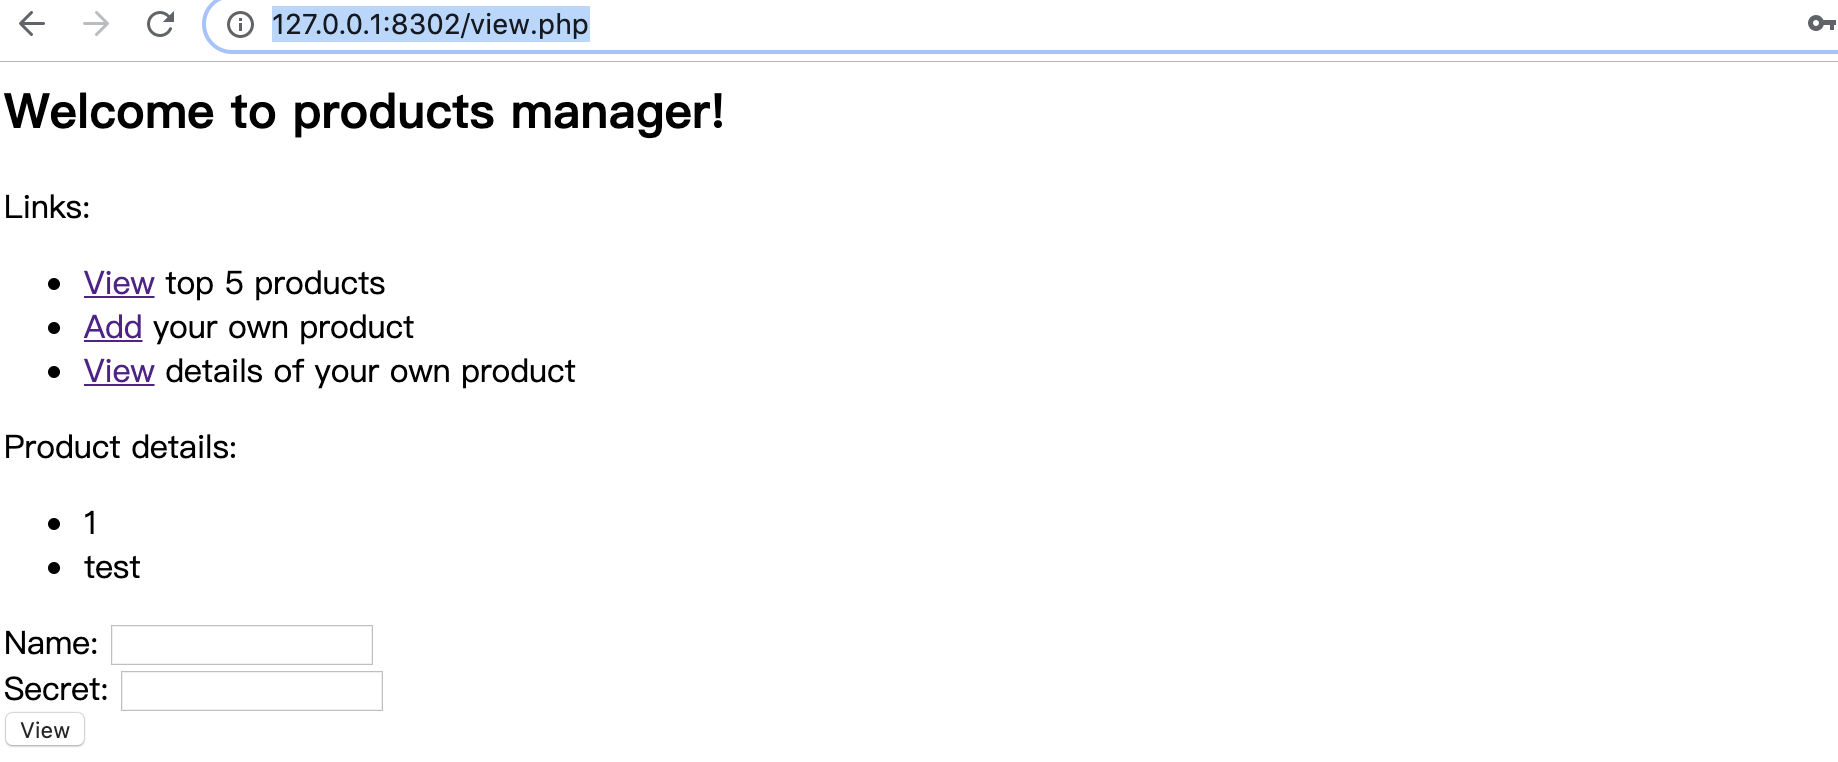 127.0.0.1:8302/view.php
Welcome to products manager!
Links:
View top 5 products
Add your own product
View details of your own product
Product details:
1
test
Name:
Secret:
View